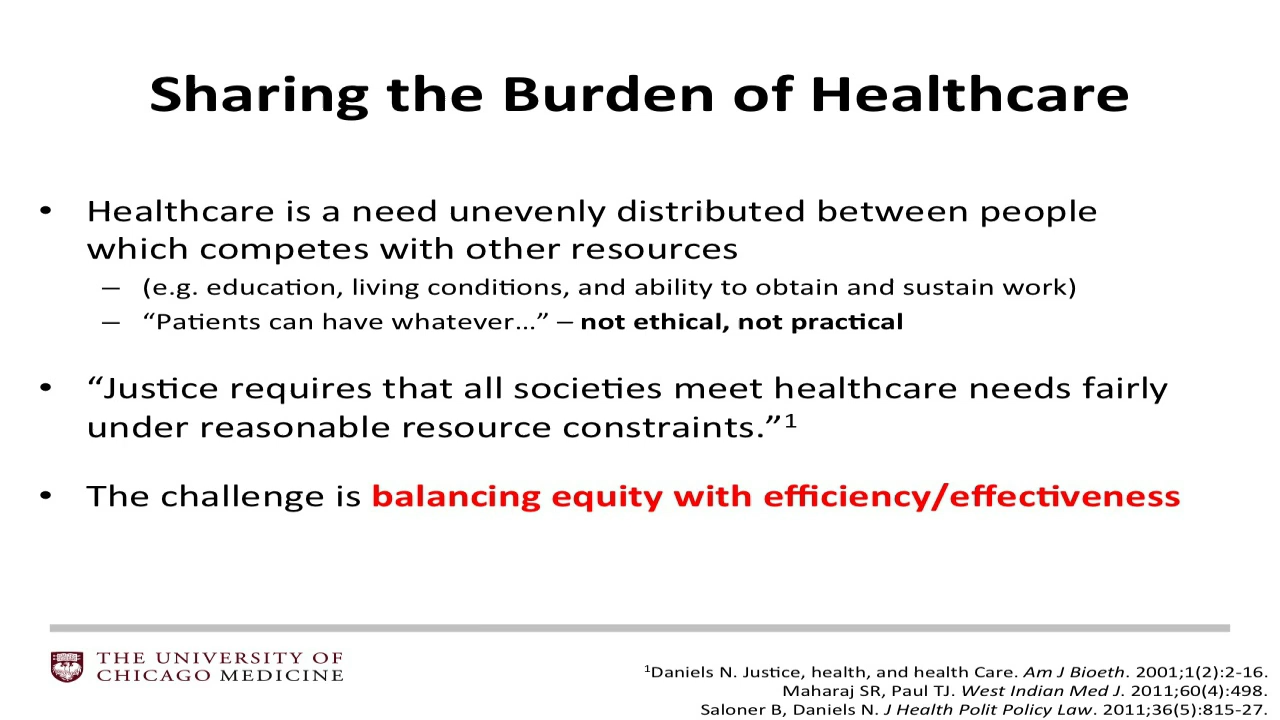 Sharing the Burden of Healthcare
• Healthcare is a need unevenly distributed between people
which competes with other resources
– (e.g. education, living conditions, and ability to obtain and sustain work)
– “Patients can have whatever...” – not ethical, not practical
• “Justice requires that all societies meet healthcare needs fairly
under reasonable resource constraints.”¹
• The challenge is balancing equity with efficiency/effectiveness
THE UNIVERSITY OF
CHICAGO MEDICINE
¹Daniels N. Justice, health, and health Care. Am J Bioeth. 2001;1(2):2-16.
Maharaj SR, Paul TJ. West Indian Med J. 2011;60(4):498.
Saloner B, Daniels N. J Health Polit Policy Law. 2011;36(5):815-27.